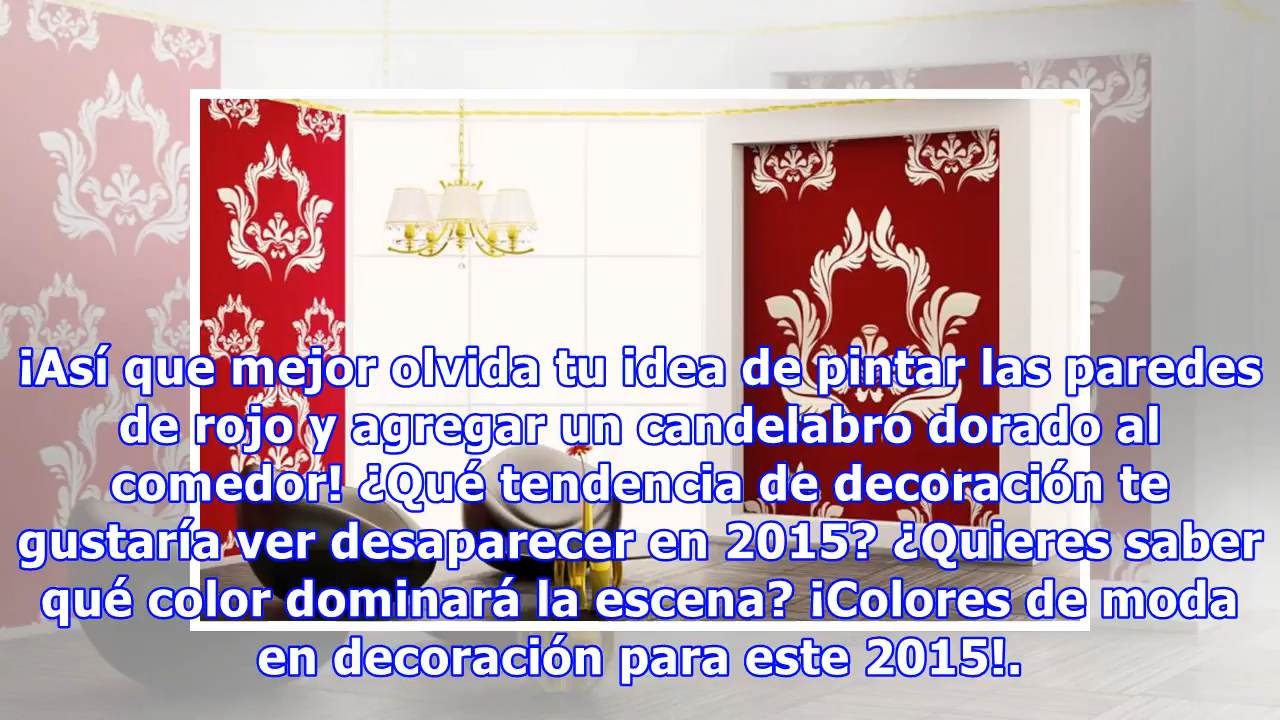 ¡Así que mejor olvida tu idea de pintar las paredes
de rojo y agregar un candelabro dorado al
comedor! ¿Qué tendencia de decoración te
gustaría ver desaparecer en 2015? ¿Quieres saber
qué color dominará la escena? ¡Colores de moda
en decoración para este 2015!.